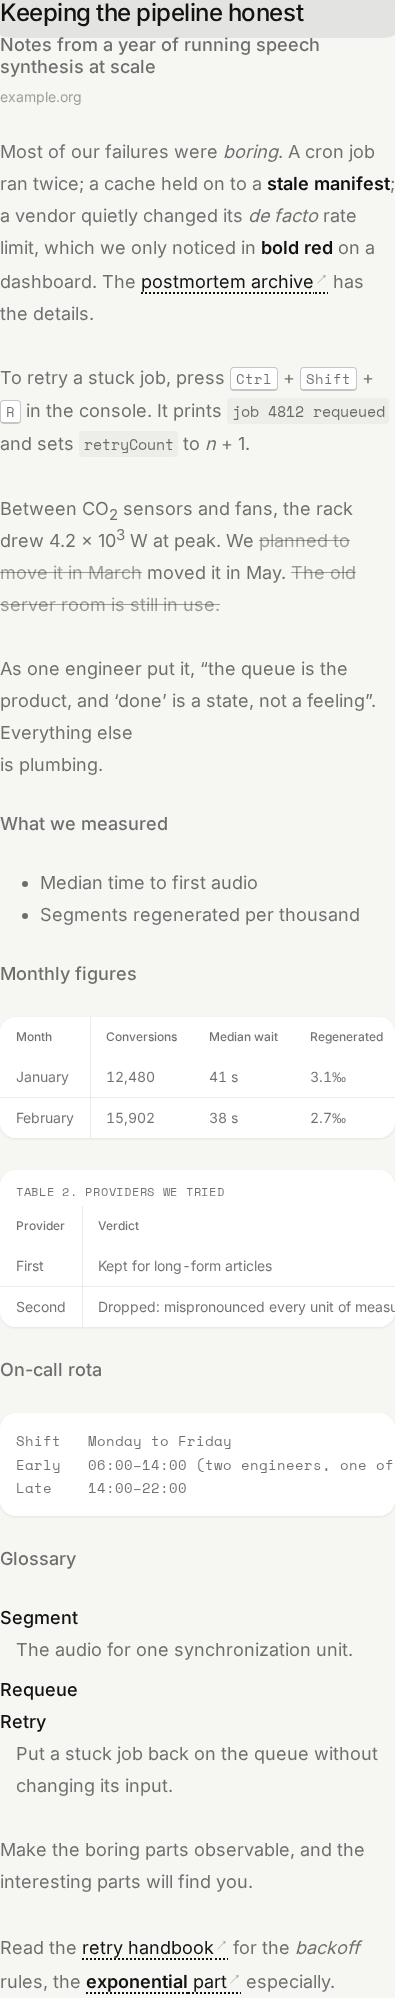 Keeping the pipeline honest
Notes from a year of running speech
synthesis at scale
example.org
Most of our failures were boring. A cron job
ran twice; a cache held on to a stale manifest;
a vendor quietly changed its de facto rate
limit, which we only noticed in bold red on a
dashboard. The postmortem archive↗ has
the details.
To retry a stuck job, press Ctrl + Shift +
R in the console. It prints job 4812 requeued
and sets retryCount to n + 1.
Between CO₂ sensors and fans, the rack
drew 4.2 × 10³ W at peak. We planned to
move it in March moved it in May. The old
server room is still in use.
As one engineer put it, “the queue is the
product, and ‘done’ is a state, not a feeling”.
Everything else
is plumbing.
What we measured
• Median time to first audio
• Segments regenerated per thousand
Monthly figures
Month Conversions Median wait Regenerated
January 12,480 41 s 3.1‰
February 15,902 38 s 2.7‰
TABLE 2. PROVIDERS WE TRIED
Provider Verdict
First Kept for long-form articles
Second Dropped: mispronounced every unit of measu
On-call rota
Shift Monday to Friday
Early 06:00–14:00 (two engineers, one of
Late 14:00–22:00
Glossary
Segment
The audio for one synchronization unit.
Requeue
Retry
Put a stuck job back on the queue without
changing its input.
Make the boring parts observable, and the
interesting parts will find you.
Read the retry handbook↗ for the backoff
rules, the exponential part↗ especially.